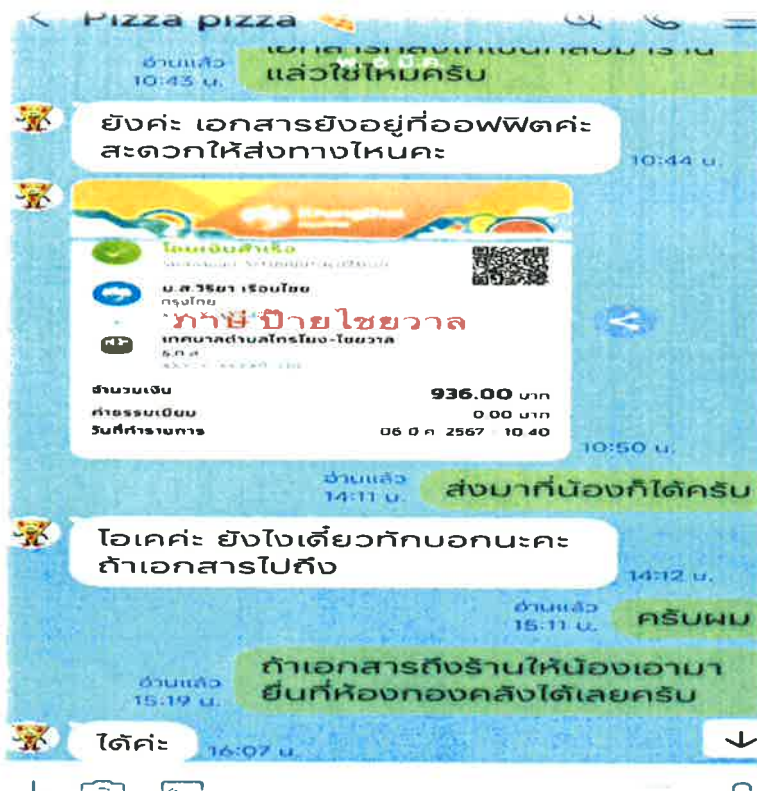 Pizza pizza
อ่านแล้ว
10:43 น.
แล้วใช่ไหมครับ
ยังค่ะ เอกสารยังอยู่ที่ออฟฟิตค่ะ
สะดวกให้ส่งทางไหนคะ
10:44 น.
โอนเงินสำเร็จ
น.ส.วิริยา เรือนไชย
กรุงไทย
ภาษี ป้ายไชยวาล
เทศบาลตำบลไทรโยง-ไชยวาล
ธ.ก.ส
จำนวนเงิน 936.00 บาท
ค่าธรรมเนียม 0.00 บาท
วันที่ทำรายการ 06 มี.ค. 2567 - 10:40
10:50 น.
อ่านแล้ว
14:11 น.
ส่งมาที่น้องก็ได้ครับ
โอเคค่ะ ยังไงเดี๋ยวทักบอกนะคะ
ถ้าเอกสารไปถึง
14:12 น.
อ่านแล้ว
15:11 น.
ครับผม
ถ้าเอกสารถึงร้านให้น้องเอามา
อ่านแล้ว
15:19 น.
ยื่นที่ห้องกองคลังได้เลยครับ
ได้ค่ะ
16:07 น.